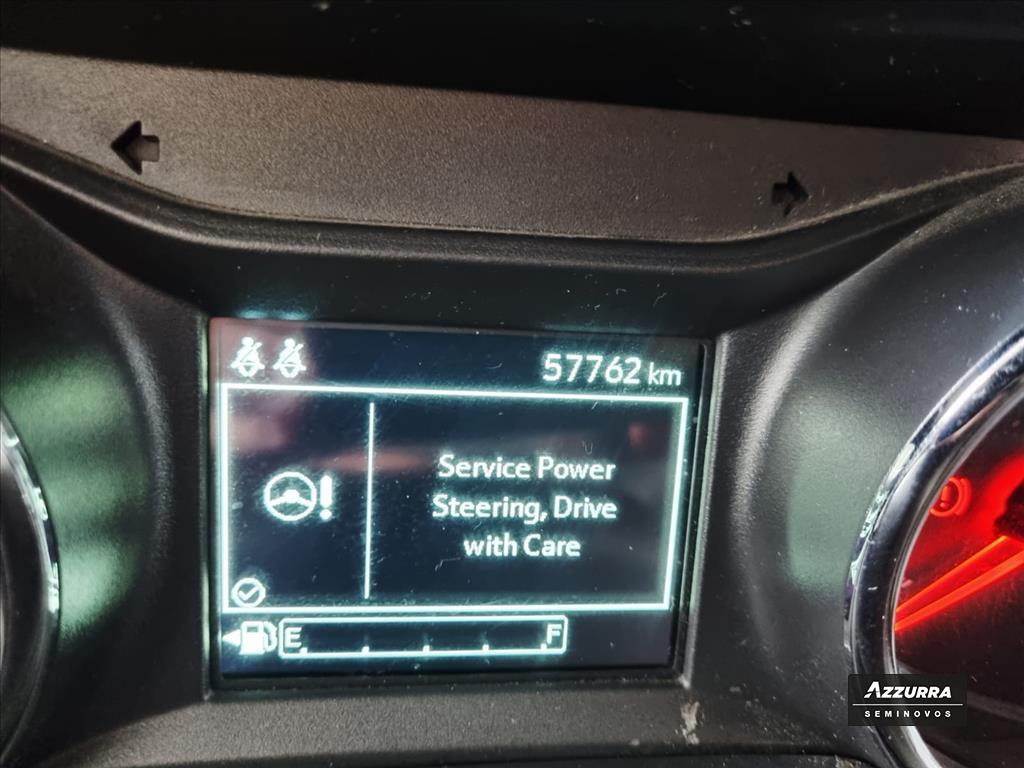 57762 km
Service Power
Steering, Drive
with Care
E F
AZZURRA
SEMINOVOS